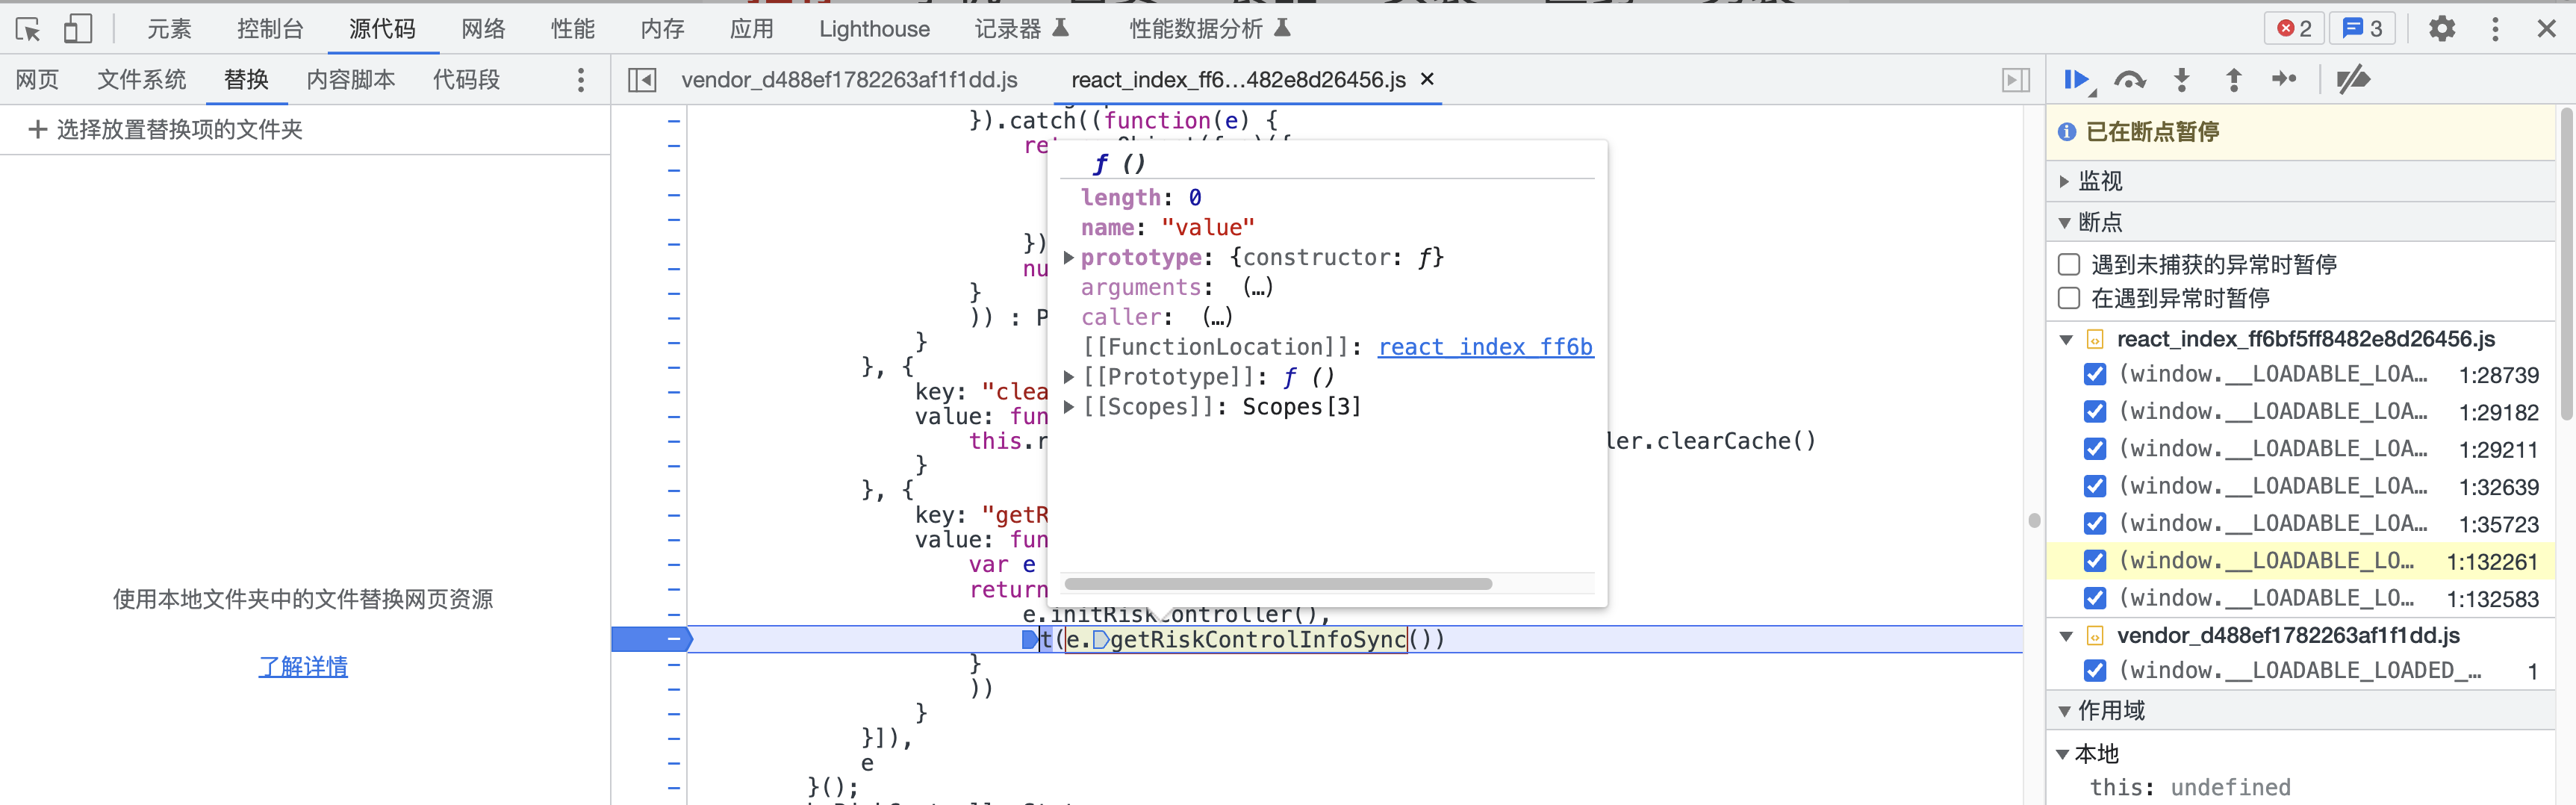 元素 控制台 源代码 网络 性能 内存 应用 Lighthouse 记录器 性能数据分析 2 3
网页 文件系统 替换 内容脚本 代码段
vendor_d488ef1782263af1f1dd.js react_index_ff6…482e8d26456.js ×
+ 选择放置替换项的文件夹
使用本地文件夹中的文件替换网页资源
了解详情
}).catch((function(e) {
re
})
nu
}
)) : P
}
}, {
key: "clea
value: fun
this.r ler.clearCache()
}
}, {
key: "getR
value: fun
var e
return
e.initRiskController(),
t(e.getRiskControlInfoSync())
}
))
}
}]),
e
}();
ƒ ()
length: 0
name: "value"
prototype: {constructor: ƒ}
arguments: (…)
caller: (…)
[[FunctionLocation]]: react_index_ff6b
[[Prototype]]: ƒ ()
[[Scopes]]: Scopes[3]
已在断点暂停
监视
断点
遇到未捕获的异常时暂停
在遇到异常时暂停
react_index_ff6bf5ff8482e8d26456.js
(window.__LOADABLE_LOA… 1:28739
(window.__LOADABLE_LOA… 1:29182
(window.__LOADABLE_LOA… 1:29211
(window.__LOADABLE_LOA… 1:32639
(window.__LOADABLE_LOA… 1:35723
(window.__LOADABLE_LO… 1:132261
(window.__LOADABLE_LO… 1:132583
vendor_d488ef1782263af1f1dd.js
(window.__LOADABLE_LOADED_… 1
作用域
本地
this: undefined